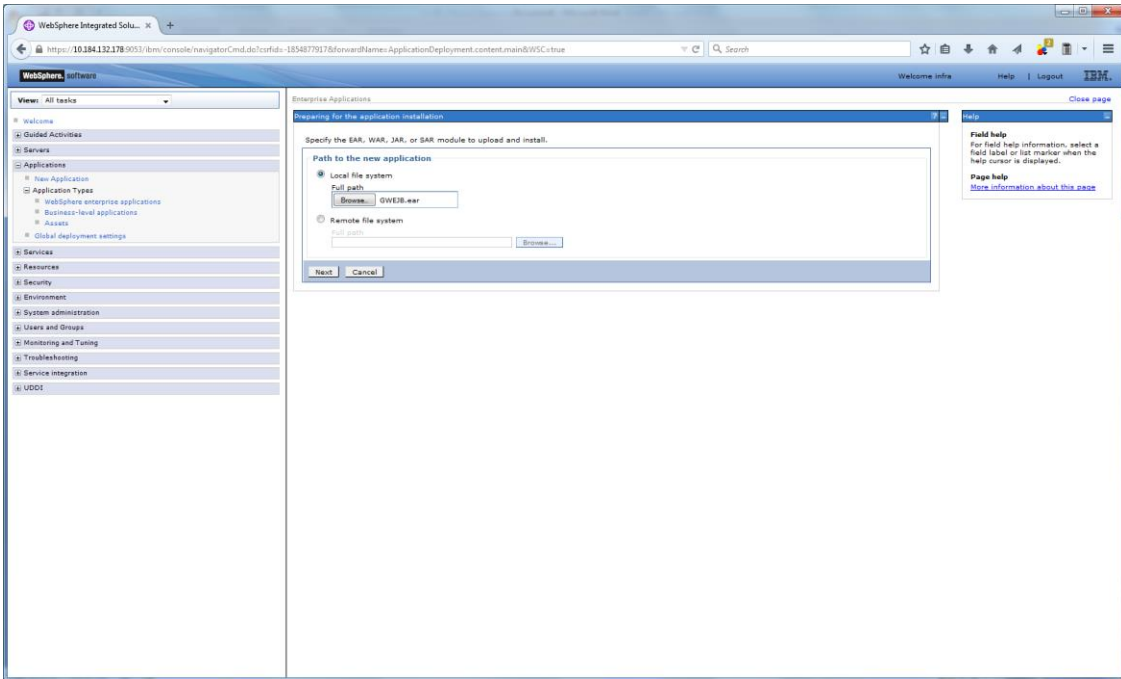 WebSphere Integrated Solu...
https://10.184.132.178:9053/ibm/console/navigatorCmd.do?csrfid=-1854877917&forwardName=ApplicationDeployment.content.main&WSC=true
Search
WebSphere. software
Welcome infra
Help | Logout
IBM.
View: All tasks
Welcome
Guided Activities
Servers
Applications
New Application
Application Types
WebSphere enterprise applications
Business-level applications
Assets
Global deployment settings
Services
Resources
Security
Environment
System administration
Users and Groups
Monitoring and Tuning
Troubleshooting
Service integration
UDDI
Enterprise Applications
Close page
Preparing for the application installation
Specify the EAR, WAR, JAR, or SAR module to upload and install.
Path to the new application
Local file system
Full path
Browse.. GWEJB.ear
Remote file system
Full path
Browse...
Next Cancel
Help
Field help
For field help information, select a
field label or list marker when the
help cursor is displayed.
Page help
More information about this page